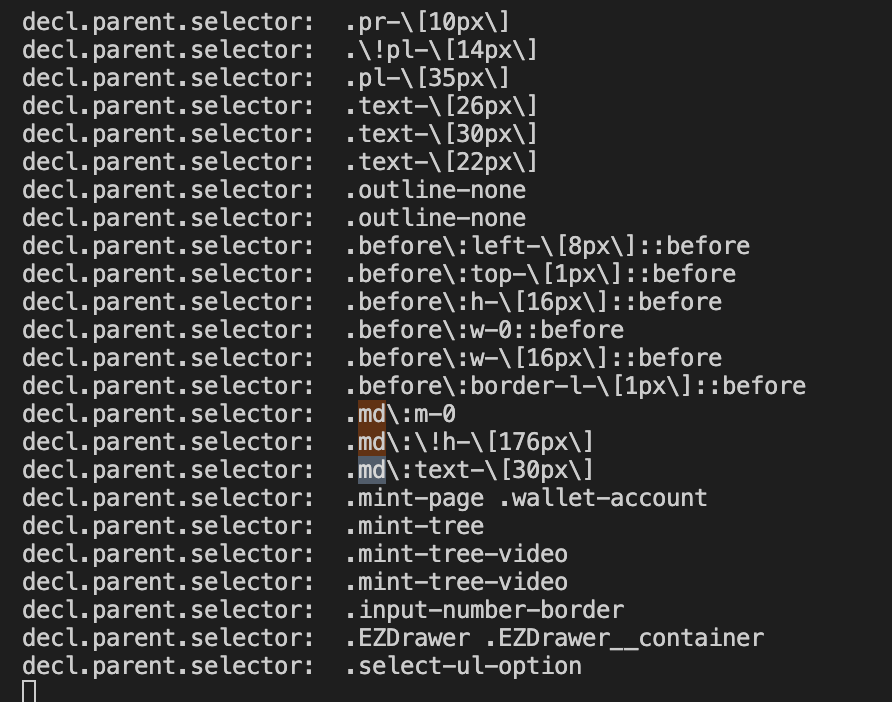 decl.parent.selector:  .pr-\[10px\]
decl.parent.selector:  .\!pl-\[14px\]
decl.parent.selector:  .pl-\[35px\]
decl.parent.selector:  .text-\[26px\]
decl.parent.selector:  .text-\[30px\]
decl.parent.selector:  .text-\[22px\]
decl.parent.selector:  .outline-none
decl.parent.selector:  .outline-none
decl.parent.selector:  .before\:left-\[8px\]::before
decl.parent.selector:  .before\:top-\[1px\]::before
decl.parent.selector:  .before\:h-\[16px\]::before
decl.parent.selector:  .before\:w-0::before
decl.parent.selector:  .before\:w-\[16px\]::before
decl.parent.selector:  .before\:border-l-\[1px\]::before
decl.parent.selector:  .md\:m-0
decl.parent.selector:  .md\:\!h-\[176px\]
decl.parent.selector:  .md\:text-\[30px\]
decl.parent.selector:  .mint-page .wallet-account
decl.parent.selector:  .mint-tree
decl.parent.selector:  .mint-tree-video
decl.parent.selector:  .mint-tree-video
decl.parent.selector:  .input-number-border
decl.parent.selector:  .EZDrawer .EZDrawer__container
decl.parent.selector:  .select-ul-option